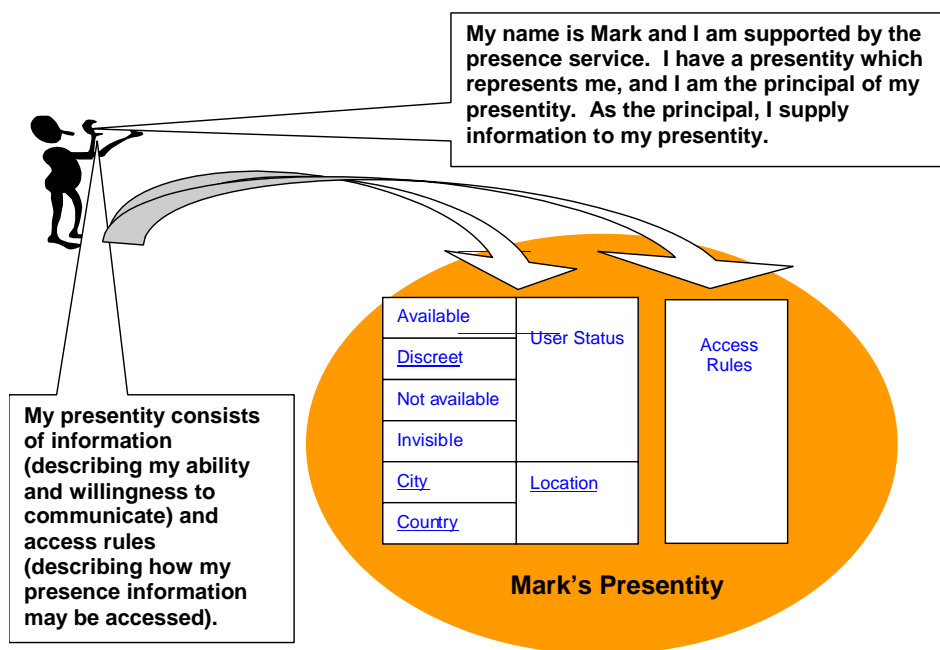 My name is Mark and I am supported by the
presence service.  I have a presentity which
represents me, and I am the principal of my
presentity.  As the principal, I supply
information to my presentity.
Available
Discreet
Not available
Invisible
City
Country
User Status
Location
Access
Rules
My presentity consists
of information
(describing my ability
and willingness to
communicate) and
access rules
(describing how my
presence information
may be accessed).
Mark's Presentity